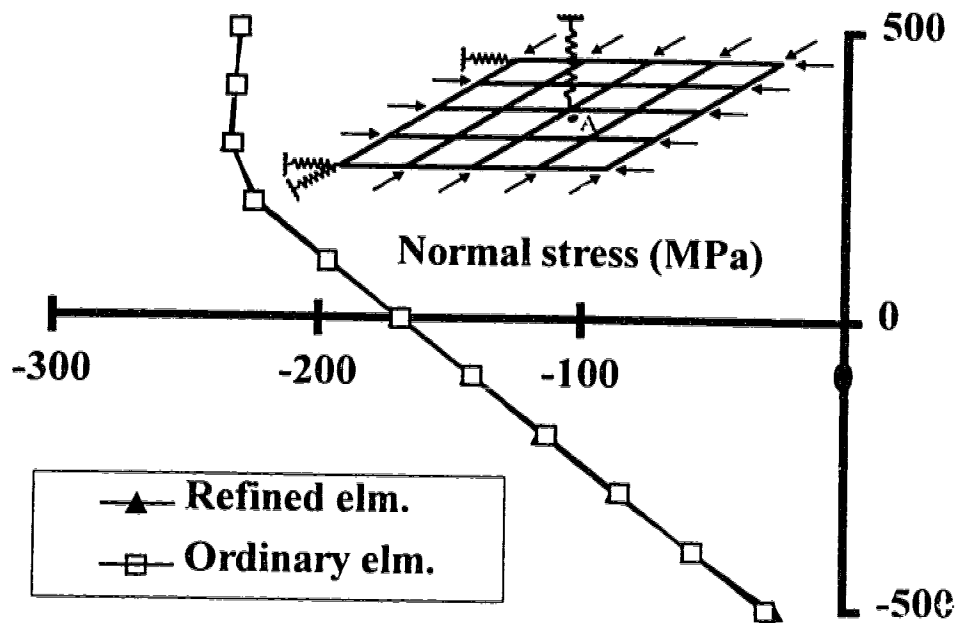 500
A
Normal stress (MPa)
0
-300
-200
-100
Refined elm.
Ordinary elm.
-500